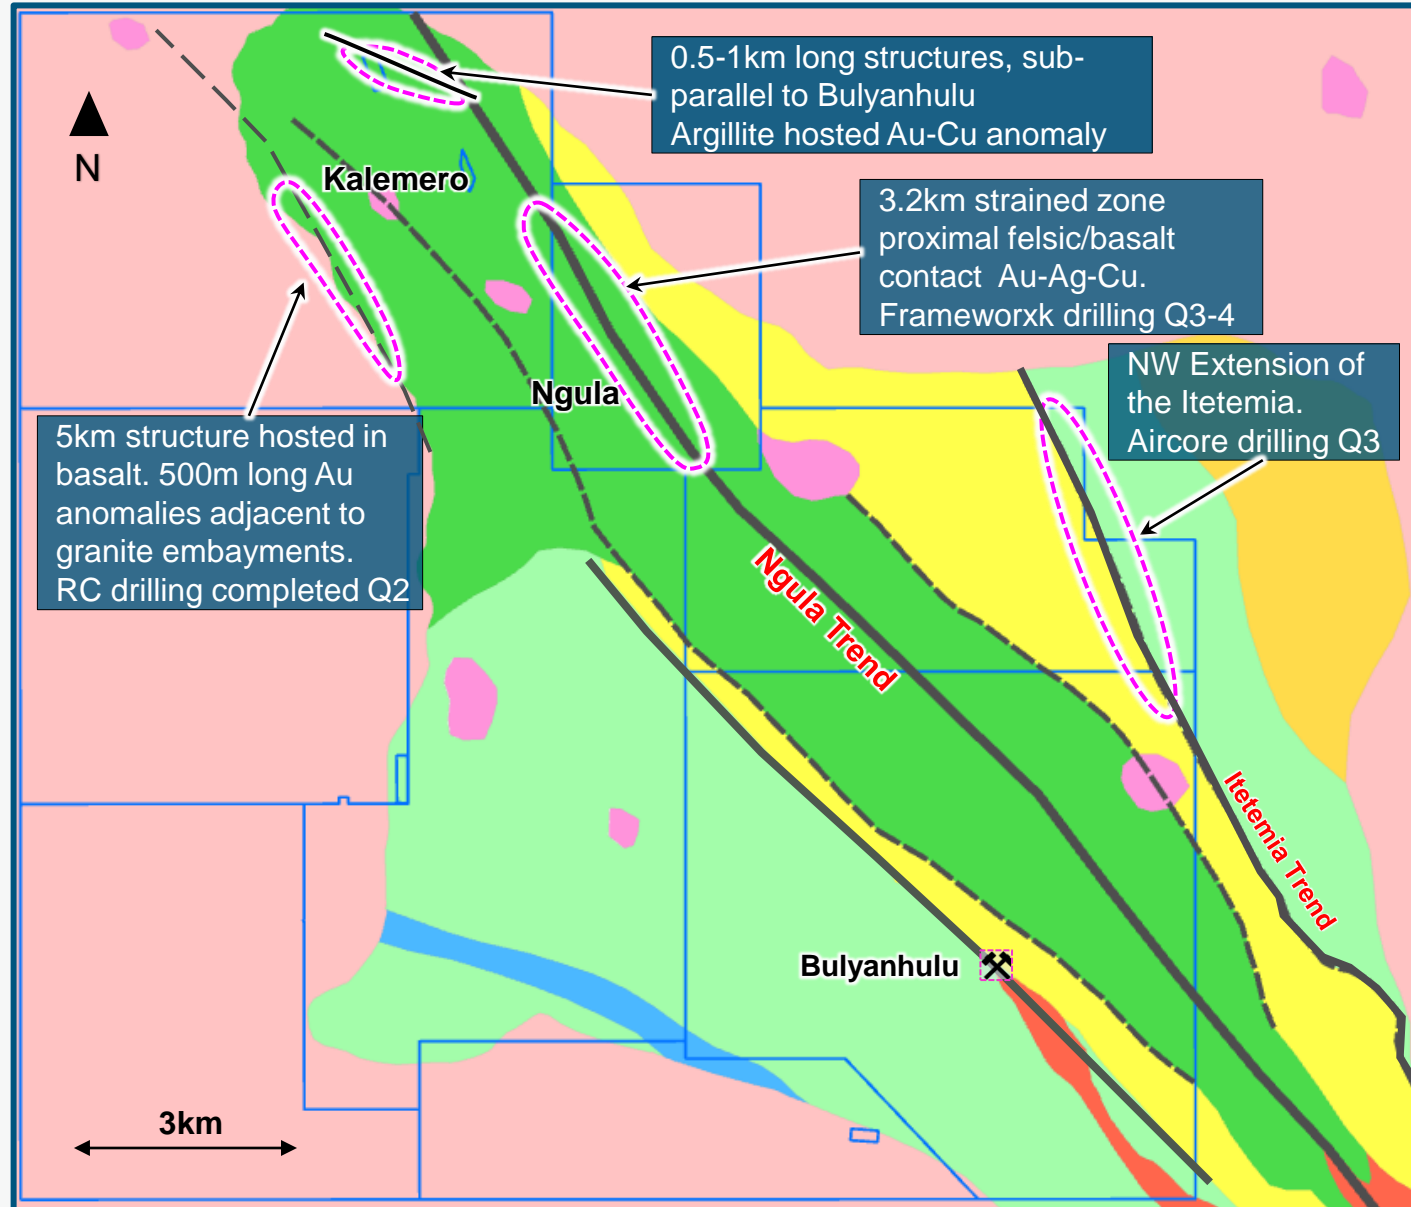 0.5-1km long structures, sub-
parallel to Bulyanhulu
Argillite hosted Au-Cu anomaly
N
Kalemero
3.2km strained zone
proximal felsic/basalt
contact  Au-Ag-Cu.
Frameworxk drilling Q3-4
NW Extension of
the Itetemia.
Aircore drilling Q3
Ngula
5km structure hosted in
basalt. 500m long Au
anomalies adjacent to
granite embayments.
RC drilling completed Q2
Ngula Trend
Itetemia Trend
Bulyanhulu
3km